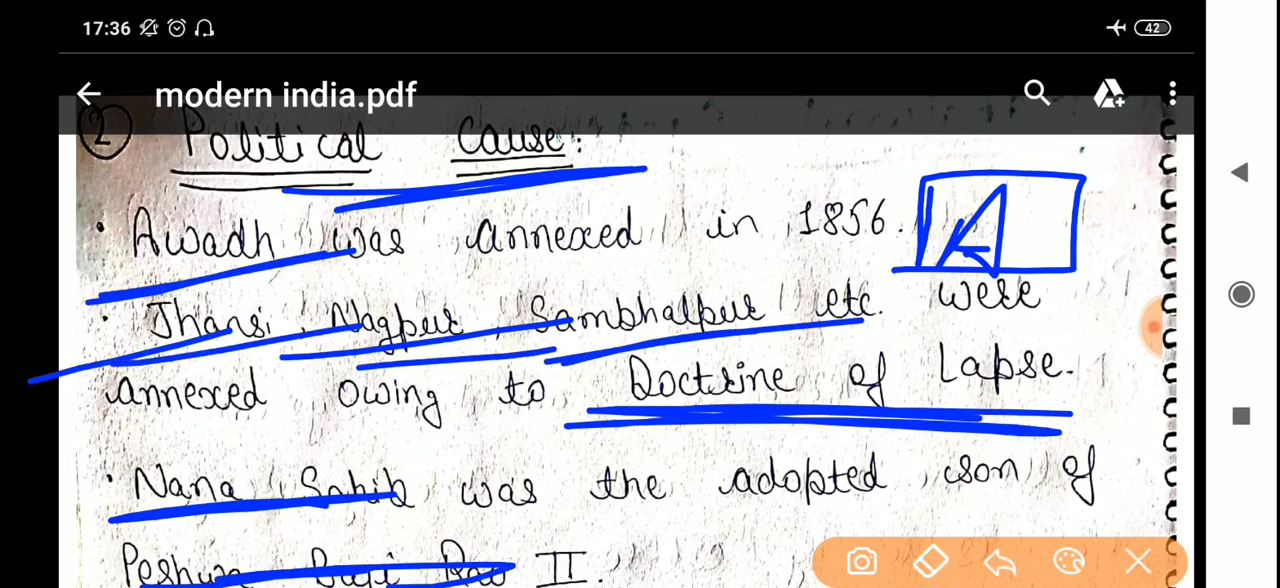 17:36
42
modern india.pdf
② Political Cause:
· Awadh was annexed in 1856.
· Jhansi, Nagpur, Sambhalpur etc. were
annexed owing to Doctrine of Lapse.
· Nana Sahib was the adopted son of
Peshwa Baji Rao II.